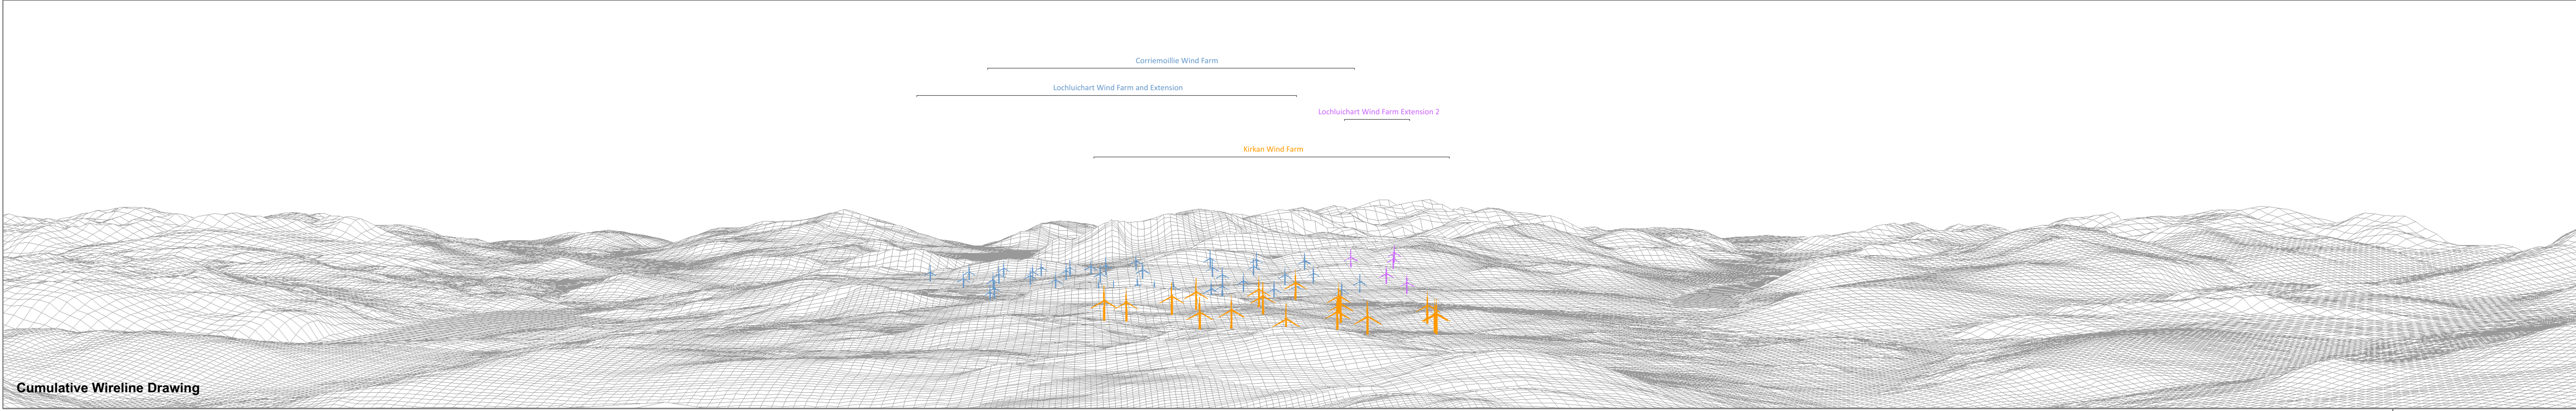 Corriemoillie Wind Farm
Lochluichart Wind Farm and Extension
Lochluichart Wind Farm Extension 2
Kirkan Wind Farm
Cumulative Wireline Drawing